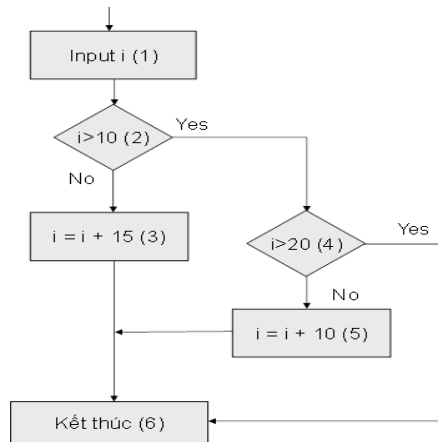 Input i (1)
i>10 (2)
Yes
No
i = i + 15 (3)
i>20 (4)
Yes
No
i = i + 10 (5)
Kết thúc (6)